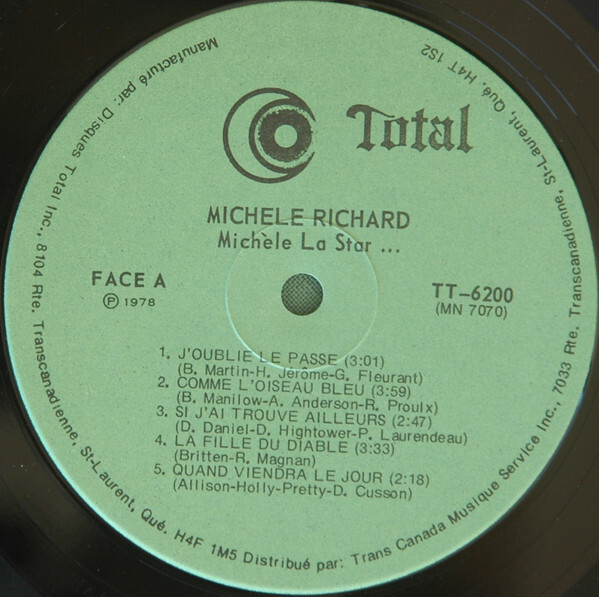 Total
MICHELE RICHARD
Michèle La Star ...
FACE A
℗ 1978
TT-6200
(MN 7070)
1. J'OUBLIE LE PASSE (3:01)
(B. Martin-H. Jérôme-G. Fleurant)
2. COMME L'OISEAU BLEU (3:59)
(B. Manilow-A. Anderson-R. Proulx)
3. SI J'AI TROUVE AILLEURS (2:47)
(D. Daniel-D. Hightower-P. Laurendeau)
4. LA FILLE DU DIABLE (3:33)
(Britten-R. Magnan)
5. QUAND VIENDRA LE JOUR (2:18)
(Allison-Holly-Pretty-D. Cusson)
Manufacturé par: Disques Total Inc., 8104 Rte. Transcanadienne, St-Laurent, Qué. H4F 1M5 Distribué par: Trans Canada Musique Service Inc., 7033 Rte. Transcanadienne, St-Laurent, Qué. H4T 1S2